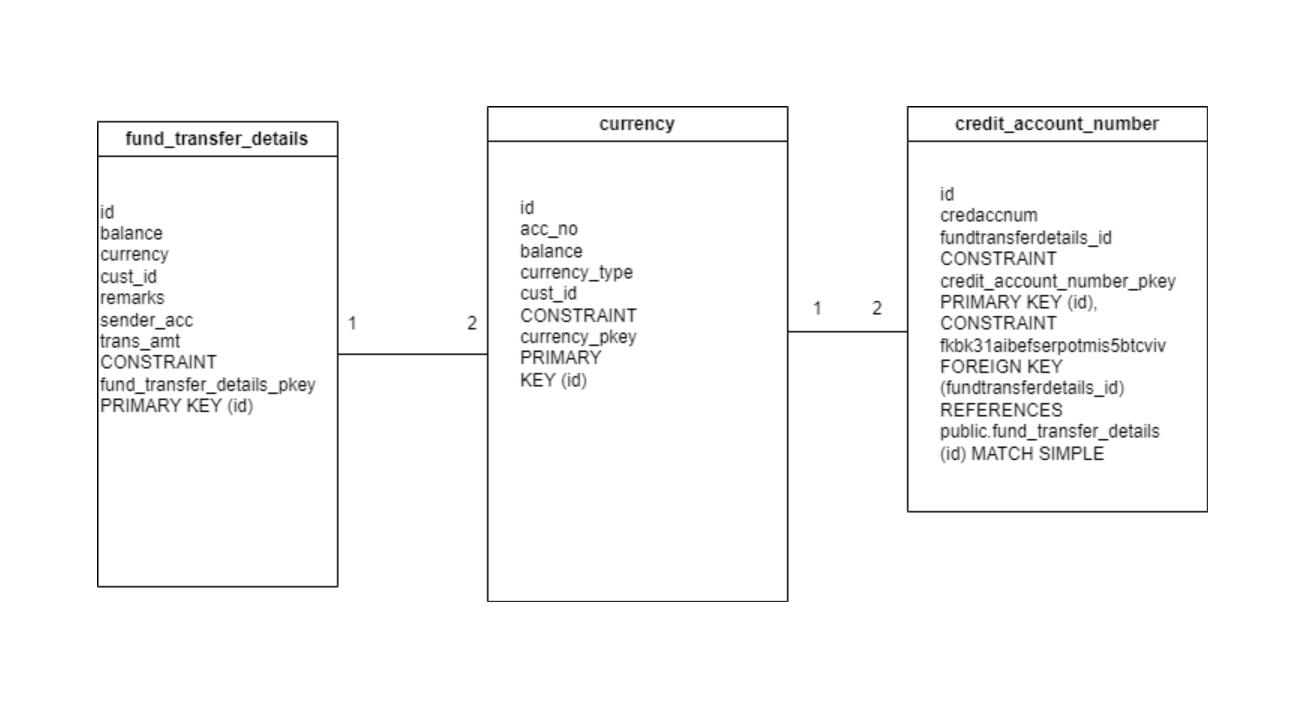 fund_transfer_details
id
balance
currency
cust_id
remarks
sender_acc
trans_amt
CONSTRAINT
fund_transfer_details_pkey
PRIMARY KEY (id)
1
2
currency
id
acc_no
balance
currency_type
cust_id
CONSTRAINT
currency_pkey
PRIMARY
KEY (id)
1
2
credit_account_number
id
credaccnum
fundtransferdetails_id
CONSTRAINT
credit_account_number_pkey
PRIMARY KEY (id),
CONSTRAINT
fkbk31aibefserpotmis5btcviv
FOREIGN KEY
(fundtransferdetails_id)
REFERENCES
public.fund_transfer_details
(id) MATCH SIMPLE